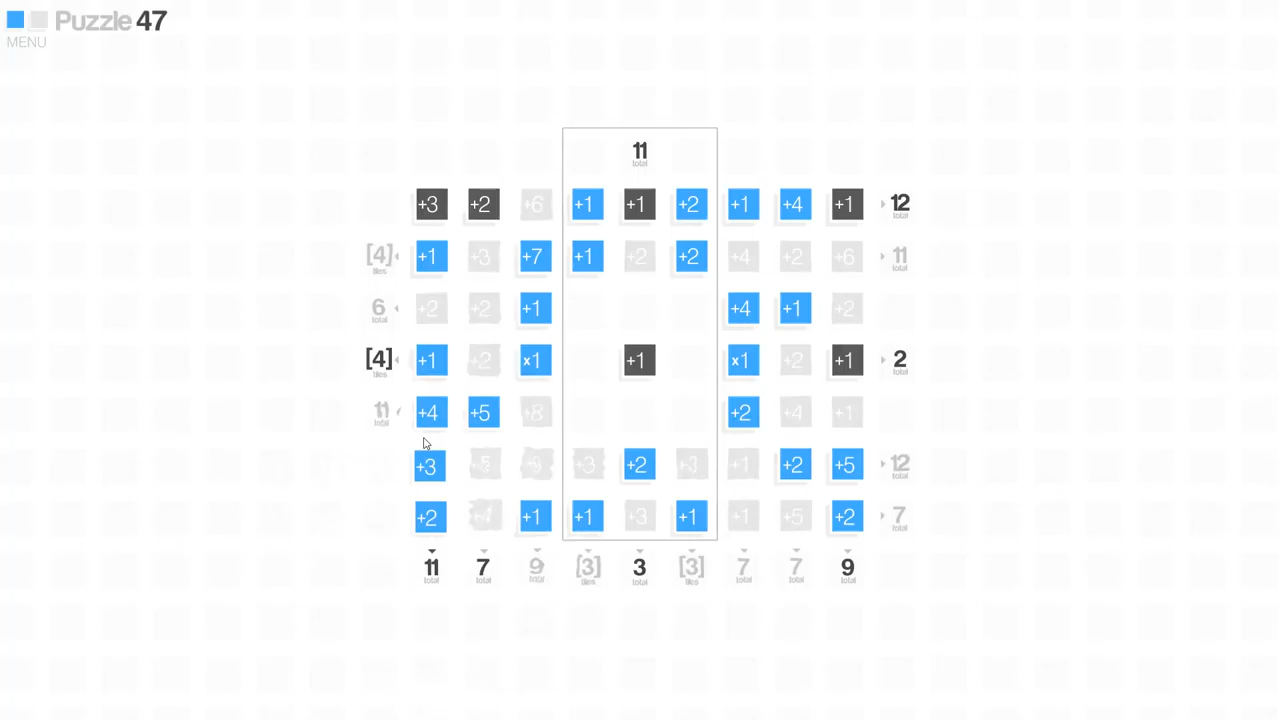 Puzzle 47
MENU
11
total
+3 +2 +6 +1 +1 +2 +1 +4 +1 12
total
[4] +1 +3 +7 +1 +2 +2 +4 +2 +6 11
tiles total
6 +2 +2 +1 +4 +1 +2
total
[4] +1 +2 x1 +1 x1 +2 +1 2
tiles total
11 +4 +5 +8 +2 +4 +1
total
+3 +3 +2 +3 +1 +2 +5 12
total
+2 +1 +1 +3 +1 +1 +5 +2 7
total
11 7 9 [3] 3 [3] 7 7 9
total total total tiles total tiles total total total